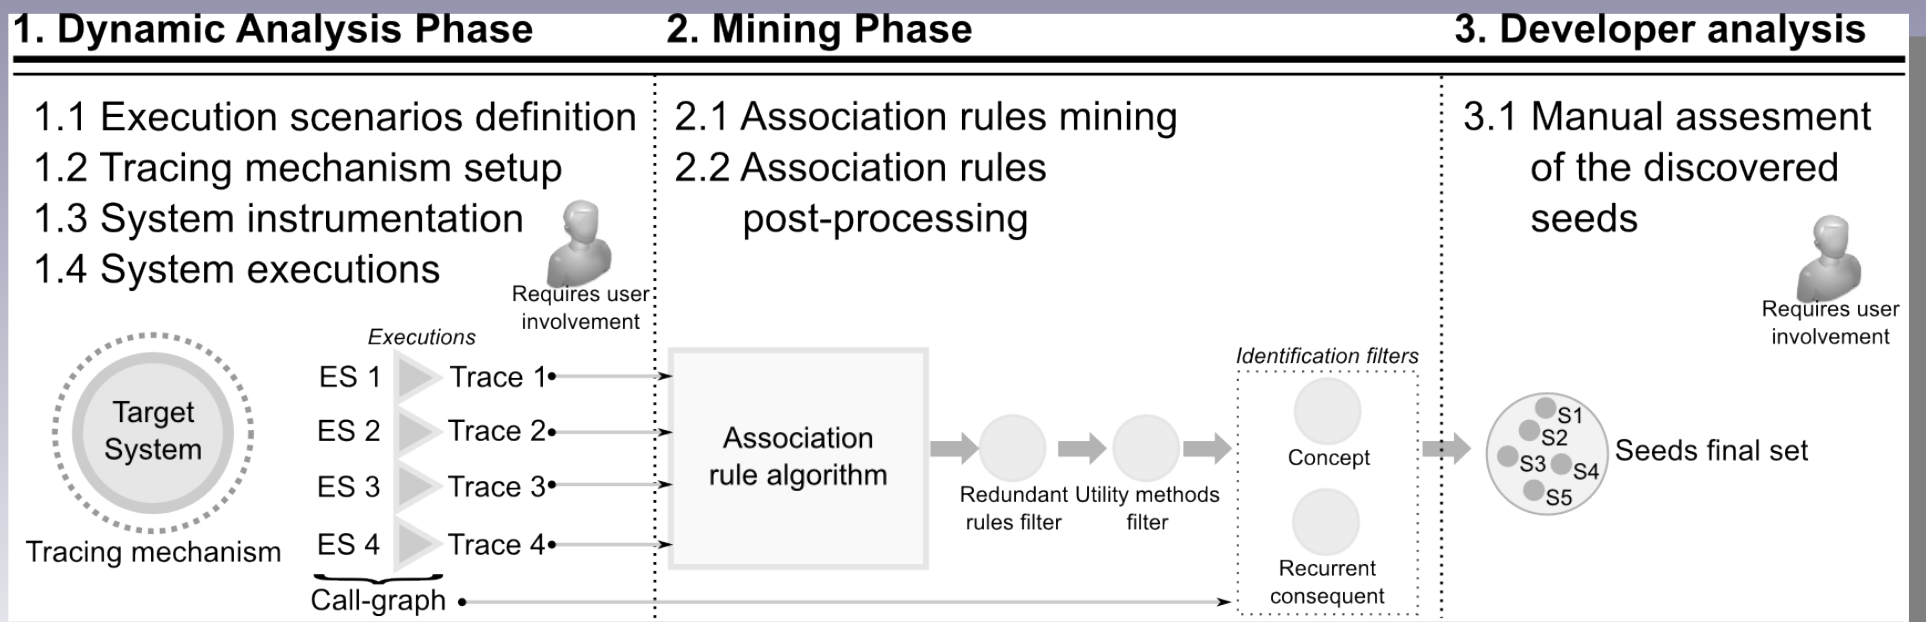 1. Dynamic Analysis Phase
2. Mining Phase
3. Developer analysis
1.1 Execution scenarios definition
1.2 Tracing mechanism setup
1.3 System instrumentation
1.4 System executions
Requires user
involvement
2.1 Association rules mining
2.2 Association rules
post-processing
3.1 Manual assesment
of the discovered
seeds
Requires user
involvement
Target
System
Tracing mechanism
Executions
ES 1
Trace 1
ES 2
Trace 2
ES 3
Trace 3
ES 4
Trace 4
Call-graph
Association
rule algorithm
Redundant
rules filter
Utility methods
filter
Identification filters
Concept
Recurrent
consequent
S1
S2
S3
S4
S5
Seeds final set